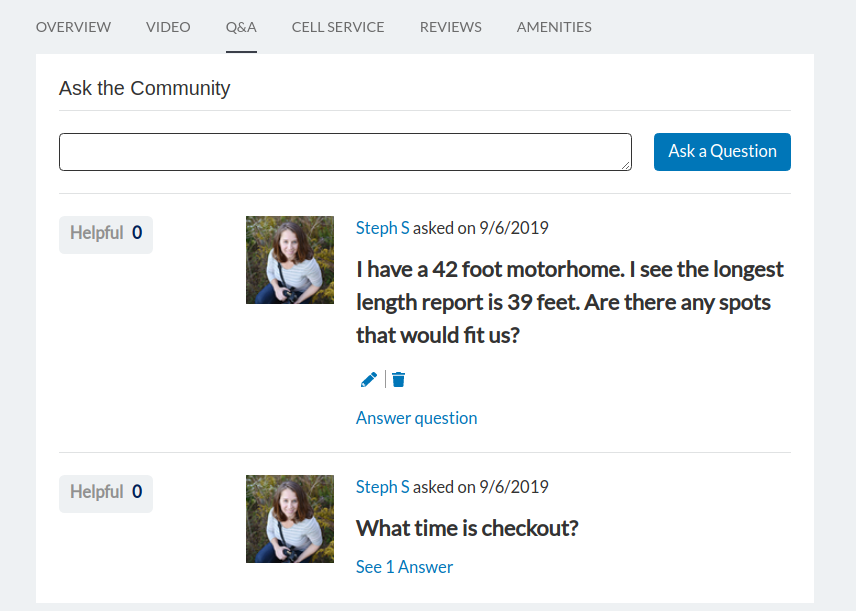 OVERVIEW VIDEO Q&A CELL SERVICE REVIEWS AMENITIES
Ask the Community
Ask a Question
Helpful 0
Steph S asked on 9/6/2019
I have a 42 foot motorhome. I see the longest
length report is 39 feet. Are there any spots
that would fit us?
Answer question
Helpful 0
Steph S asked on 9/6/2019
What time is checkout?
See 1 Answer